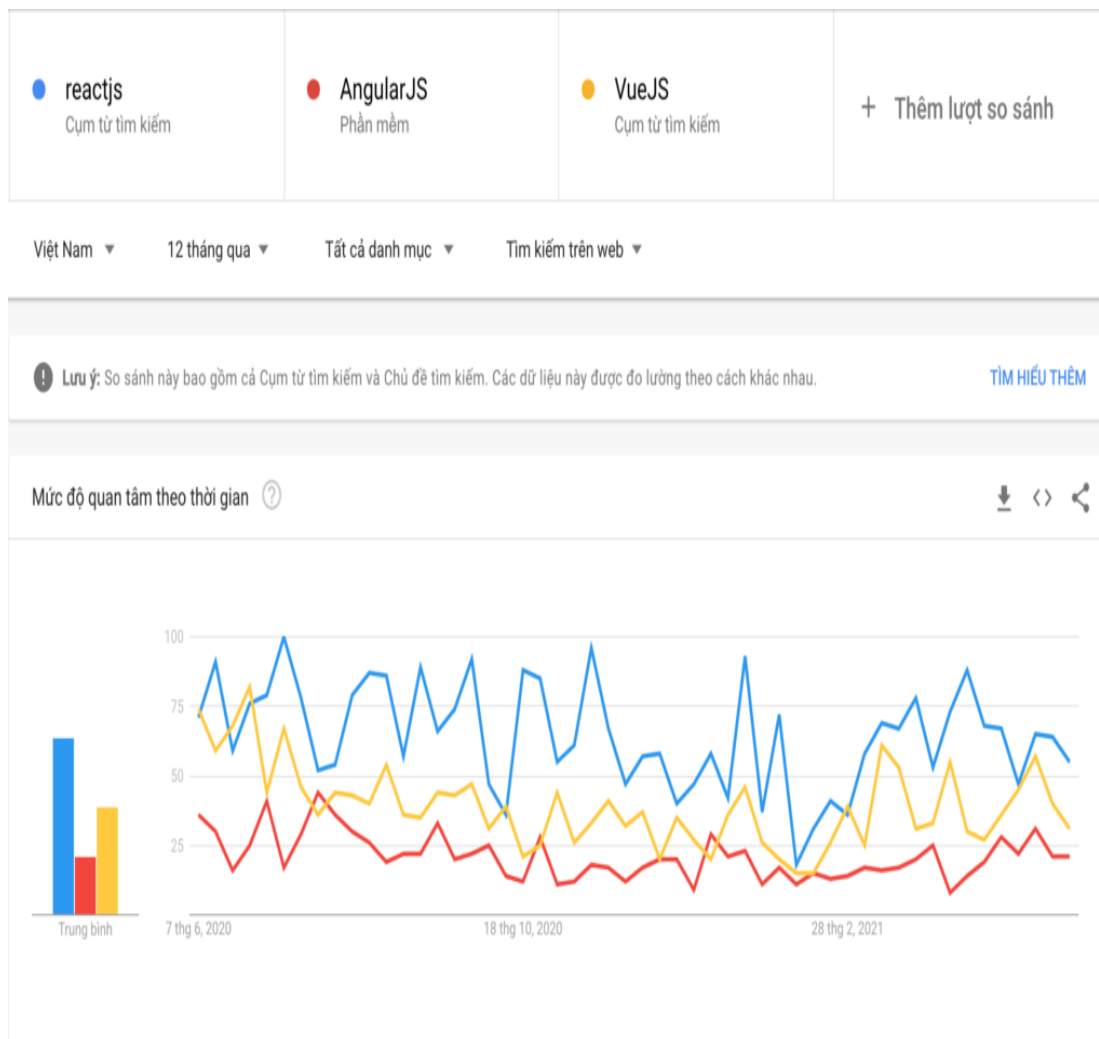 reactjs
Cụm từ tìm kiếm
AngularJS
Phần mềm
VueJS
Cụm từ tìm kiếm
+ Thêm lượt so sánh
Việt Nam
12 tháng qua
Tất cả danh mục
Tìm kiếm trên web
Lưu ý: So sánh này bao gồm cả Cụm từ tìm kiếm và Chủ đề tìm kiếm. Các dữ liệu này được đo lường theo cách khác nhau.
TÌM HIỂU THÊM
Mức độ quan tâm theo thời gian
100
75
50
25
Trung bình
7 thg 6, 2020
18 thg 10, 2020
28 thg 2, 2021